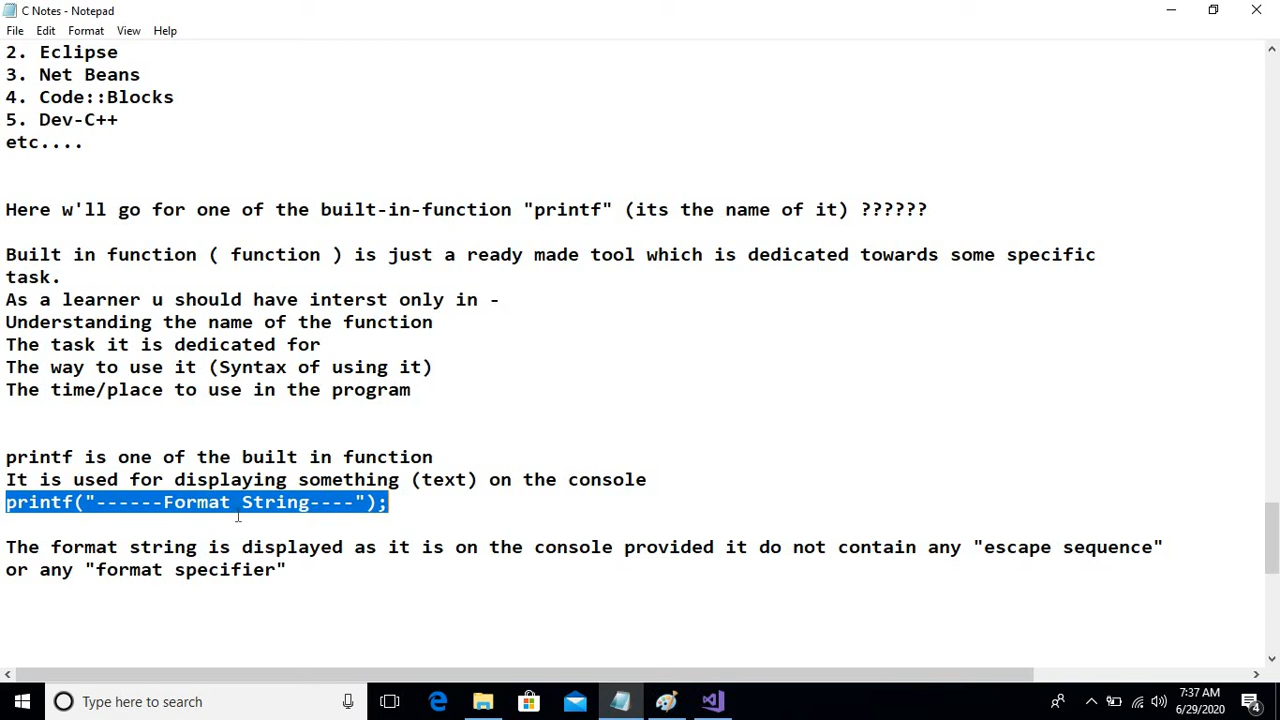 C Notes - Notepad
File Edit Format View Help
2. Eclipse
3. Net Beans
4. Code::Blocks
5. Dev-C++
etc....
Here w'll go for one of the built-in-function "printf" (its the name of it) ??????
Built in function ( function ) is just a ready made tool which is dedicated towards some specific
task.
As a learner u should have interst only in -
Understanding the name of the function
The task it is dedicated for
The way to use it (Syntax of using it)
The time/place to use in the program
printf is one of the built in function
It is used for displaying something (text) on the console
printf("------Format String----");
The format string is displayed as it is on the console provided it do not contain any "escape sequence"
or any "format specifier"
Type here to search
7:37 AM
6/29/2020
4